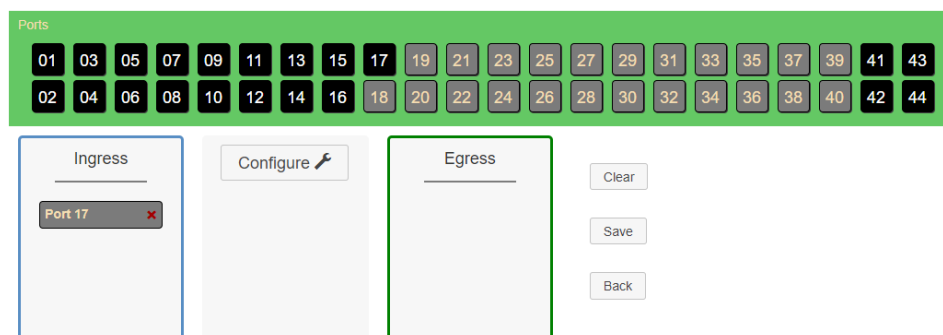 Ports
01 03 05 07 09 11 13 15 17 19 21 23 25 27 29 31 33 35 37 39 41 43
02 04 06 08 10 12 14 16 18 20 22 24 26 28 30 32 34 36 38 40 42 44
Ingress
Port 17
Configure
Egress
Clear
Save
Back